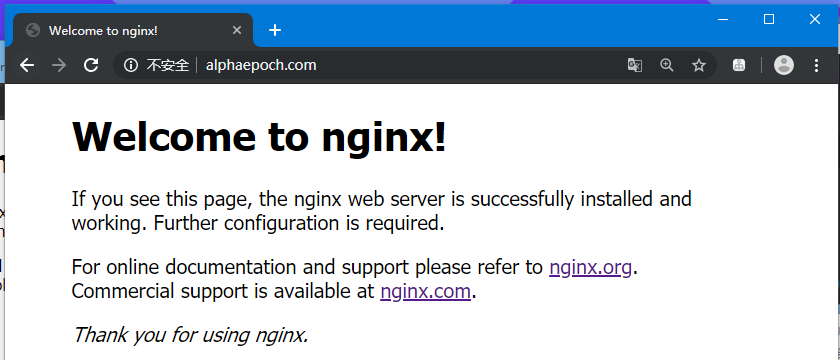 Welcome to nginx!
不安全 alphaepoch.com
Welcome to nginx!
If you see this page, the nginx web server is successfully installed and
working. Further configuration is required.
For online documentation and support please refer to nginx.org.
Commercial support is available at nginx.com.
Thank you for using nginx.